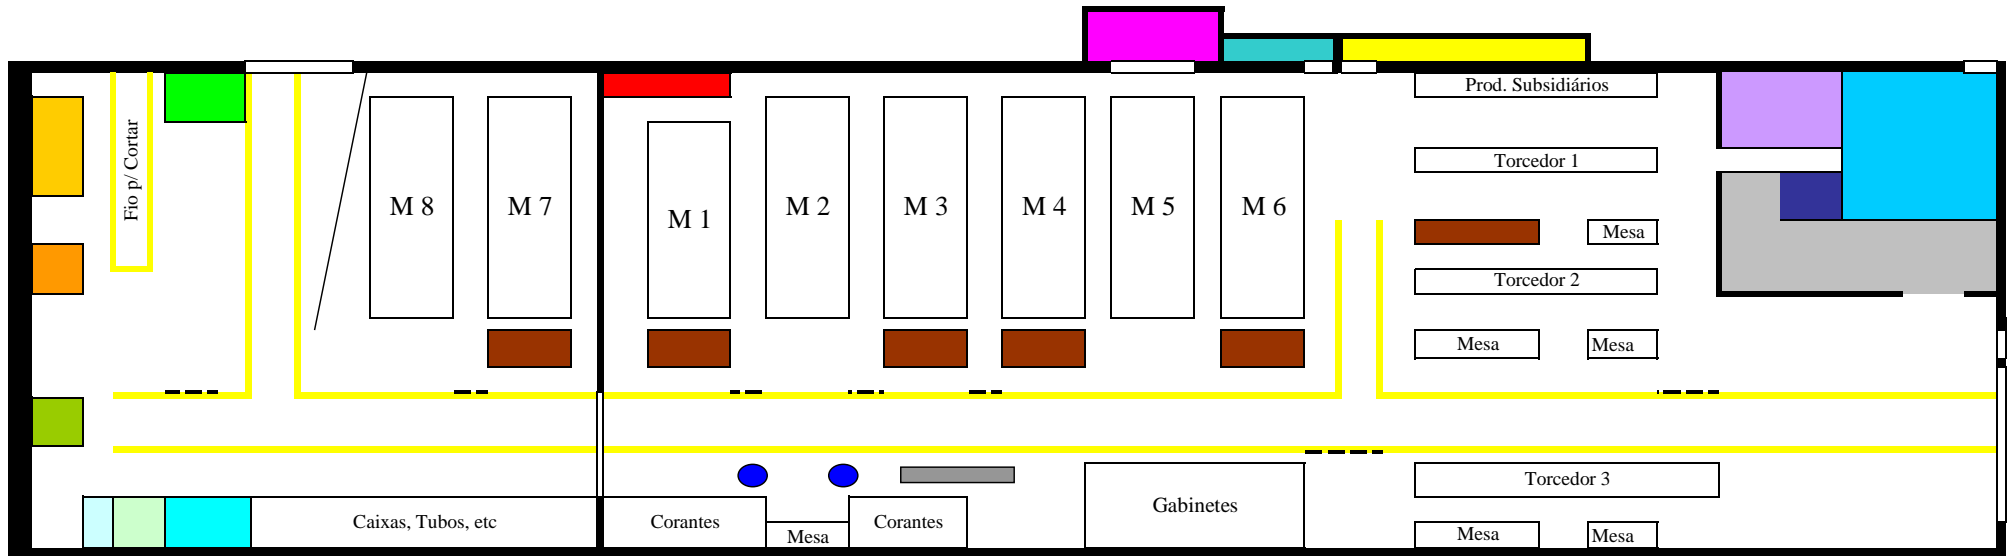 Prod. Subsidiários
Fio p/ Cortar
Torcedor 1
M 8
M 7
M 1
M 2
M 3
M 4
M 5
M 6
Mesa
Torcedor 2
Mesa
Mesa
Torcedor 3
Gabinetes
Caixas, Tubos, etc
Corantes
Mesa
Corantes
Mesa
Mesa